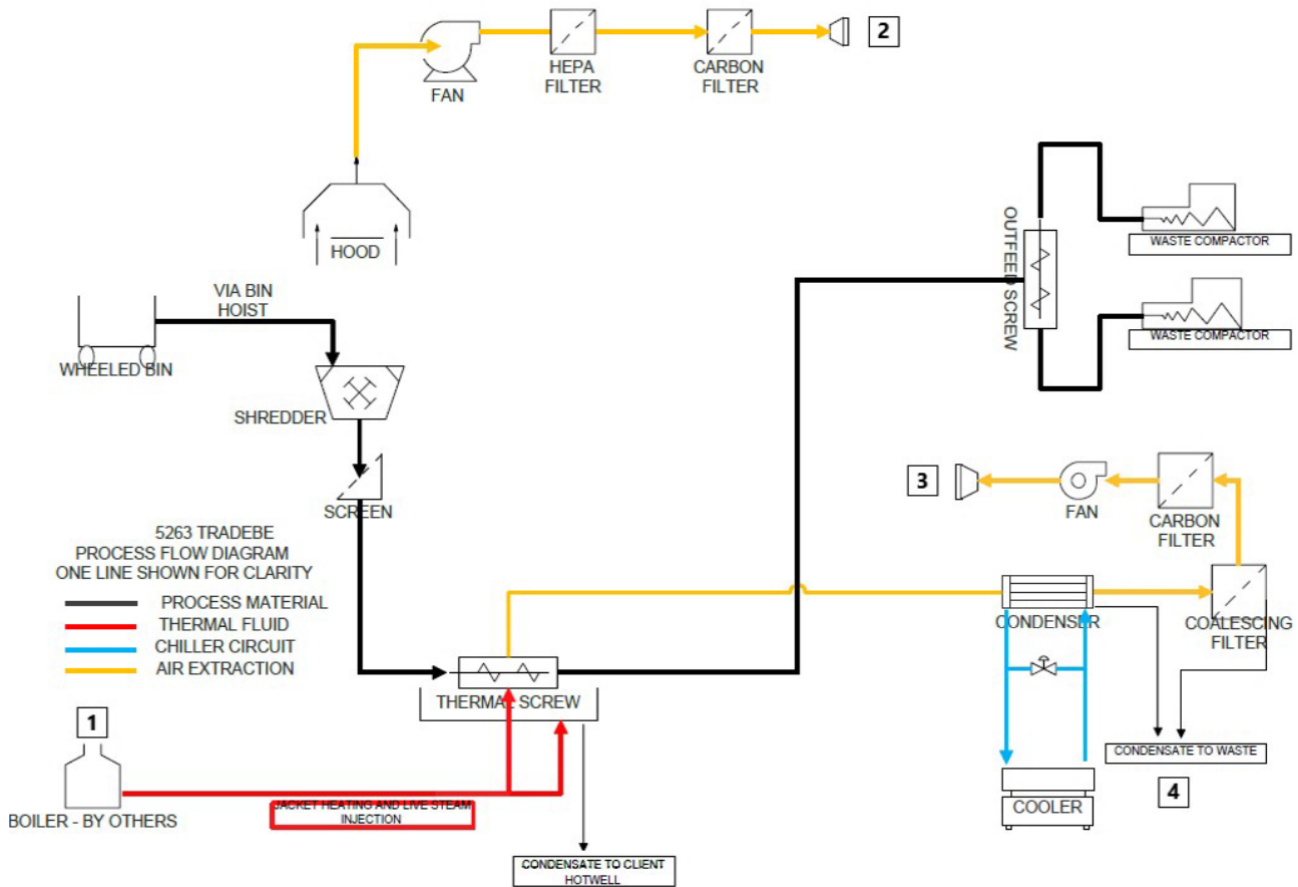 2
HEPA
FILTER
CARBON
FILTER
FAN
HOOD
VIA BIN
HOIST
WHEELED BIN
SHREDDER
SCREEN
OUTFEED SCREW
WASTE COMPACTOR
WASTE COMPACTOR
3
FAN
CARBON
FILTER
5263 TRADEBE
PROCESS FLOW DIAGRAM
ONE LINE SHOWN FOR CLARITY
PROCESS MATERIAL
THERMAL FLUID
CHILLER CIRCUIT
AIR EXTRACTION
CONDENSER
COALESCING
FILTER
THERMAL SCREW
1
BOILER - BY OTHERS
JACKET HEATING AND LIVE STEAM
INJECTION
CONDENSATE TO WASTE
4
COOLER
CONDENSATE TO CLIENT
HOTWELL